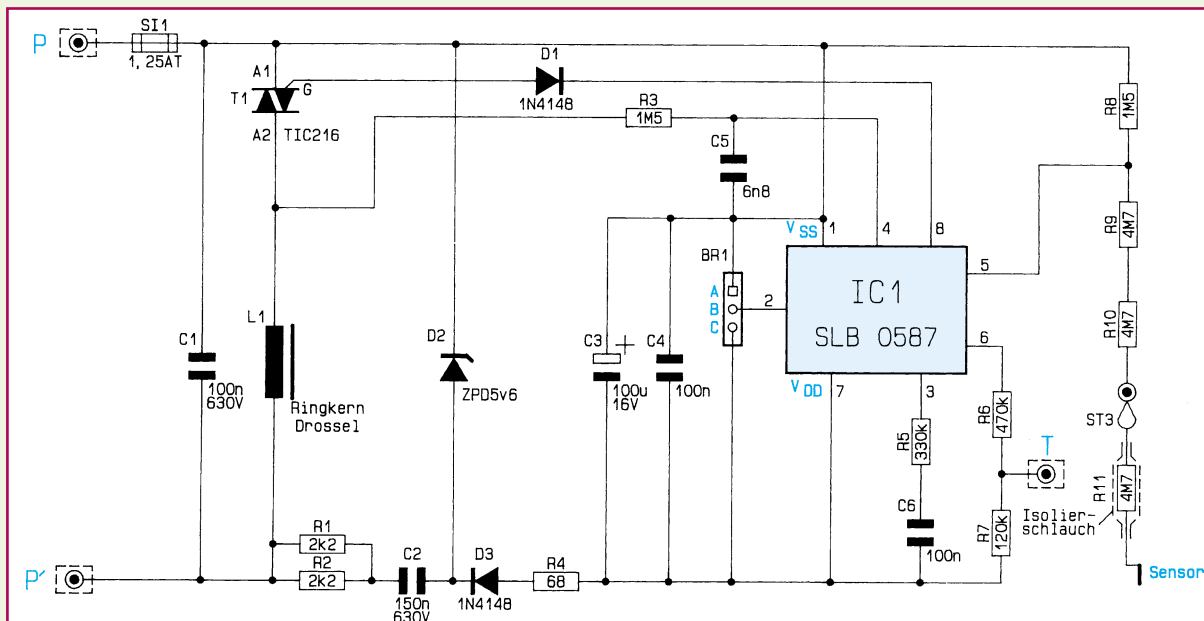 P
SI1
1,25AT
A1
T1
G
A2
TIC216
D1
1N4148
R3
1M5
C5
6n8
R8
1M5
R9
4M7
R10
4M7
ST3
R11
4M7
Isolier-
schlauch
Sensor
VSS
1
4
8
5
BR1
A
B
C
2
IC1
SLB 0587
6
VDD
7
3
C1
100n
630V
L1
Ringkern
Drossel
D2
ZPD5v6
C3
+
100u
16V
C4
100n
R5
330k
R6
470k
T
C6
100n
R7
120k
P'
R1
2k2
R2
2k2
C2
150n
630V
D3
1N4148
R4
68